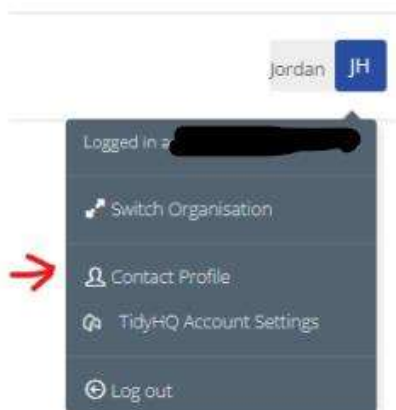 Jordan JH
Logged in a
Switch Organisation
Contact Profile
TidyHQ Account Settings
Log out